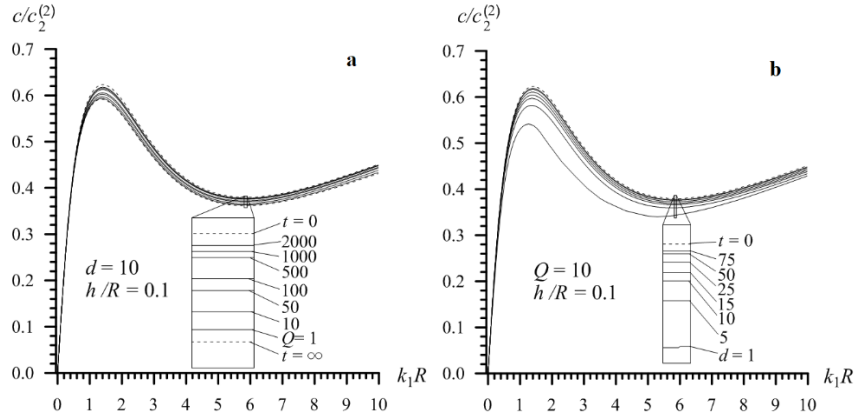 c/c₂⁽²⁾
a
0.7
0.6
0.5
0.4
0.3
0.2
0.1
0.0
t = 0
2000
1000
500
100
50
10
Q= 1
t = ∞
d = 10
h /R = 0.1
k₁R
0 1 2 3 4 5 6 7 8 9 10
c/c₂⁽²⁾
b
0.7
0.6
0.5
0.4
0.3
0.2
0.1
0.0
t = 0
75
50
25
15
10
5
d = 1
Q = 10
h/R = 0.1
k₁R
0 1 2 3 4 5 6 7 8 9 10